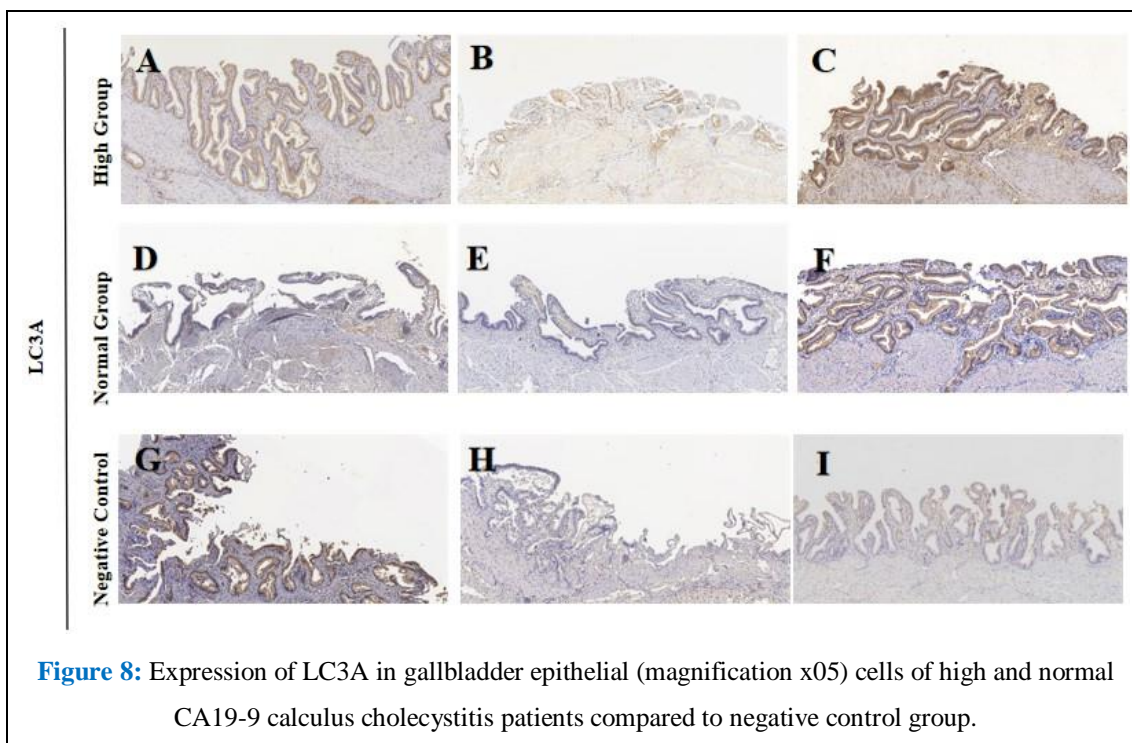 LC3A
High Group
A
B
C
Normal Group
D
E
F
Negative Control
G
H
I
Figure 8: Expression of LC3A in gallbladder epithelial (magnification x05) cells of high and normal
CA19-9 calculus cholecystitis patients compared to negative control group.